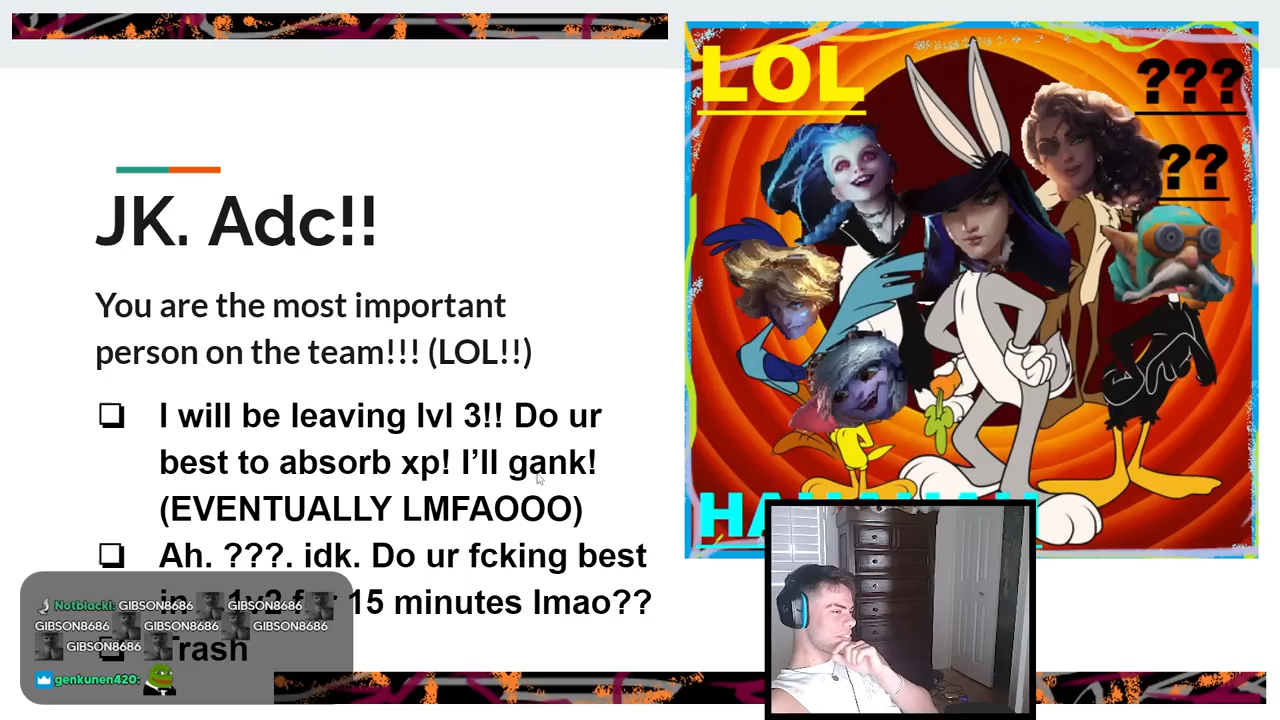 LOL
???
??
JK. Adc!!
You are the most important
person on the team!!! (LOL!!)
I will be leaving lvl 3!! Do ur
best to absorb xp! I’ll gank!
(EVENTUALLY LMFAOOO)
Ah. ???. idk. Do ur fcking best
15 minutes lmao??
Trash
Notblacki: GIBSON8686 GIBSON8686
GIBSON8686 GIBSON8686 GIBSON8686
GIBSON8686
genkunen420: